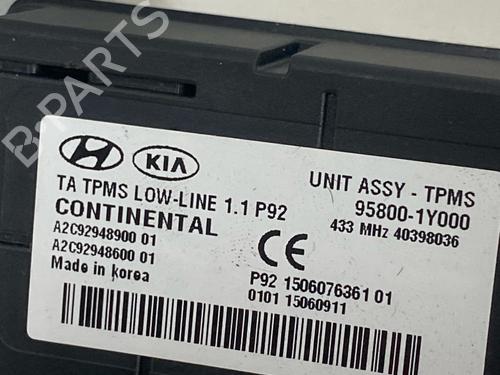 B-PARTS
KIA
UNIT ASSY - TPMS
TA TPMS LOW-LINE 1.1 P92
95800-1Y000
CONTINENTAL
433 MHz 40398036
A2C92948900 01
A2C92948600 01
CE
Made in korea
P92 1506076361 01
0101 15060911